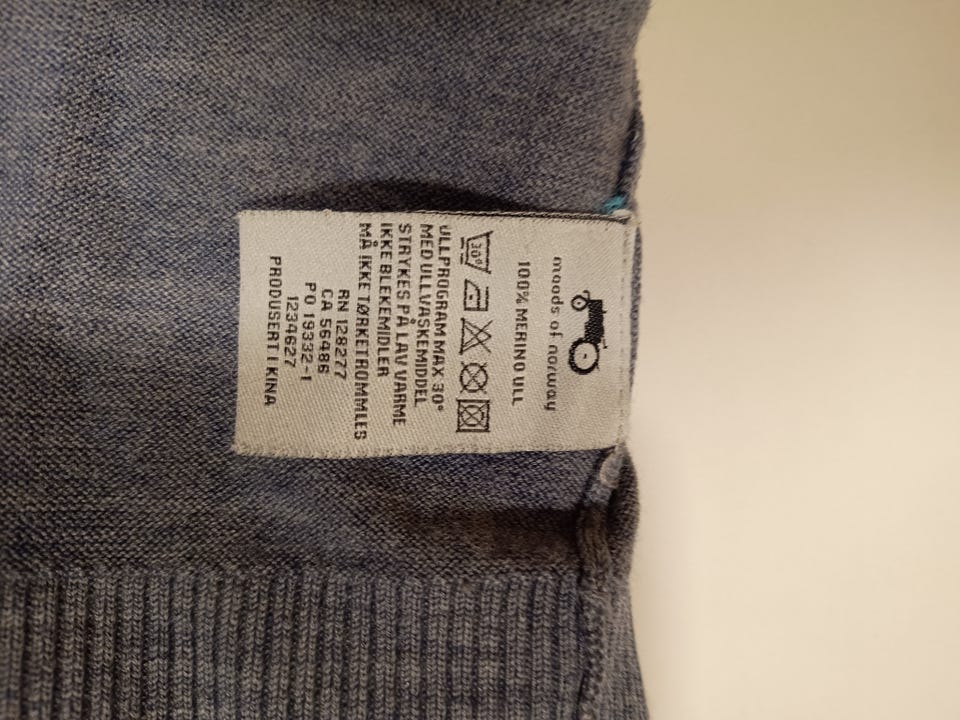 moods of norway
100% MERINO ULL
30°
ULLPROGRAM MAX 30°
MED ULLVASKEMIDDEL
STRYKES PÅ LAV VARME
IKKE BLEKEMIDLER
MÅ IKKE TØRKETROMMLES
RN 128277
CA 56486
PO 19332-1
1234627
PRODUSERT I KINA